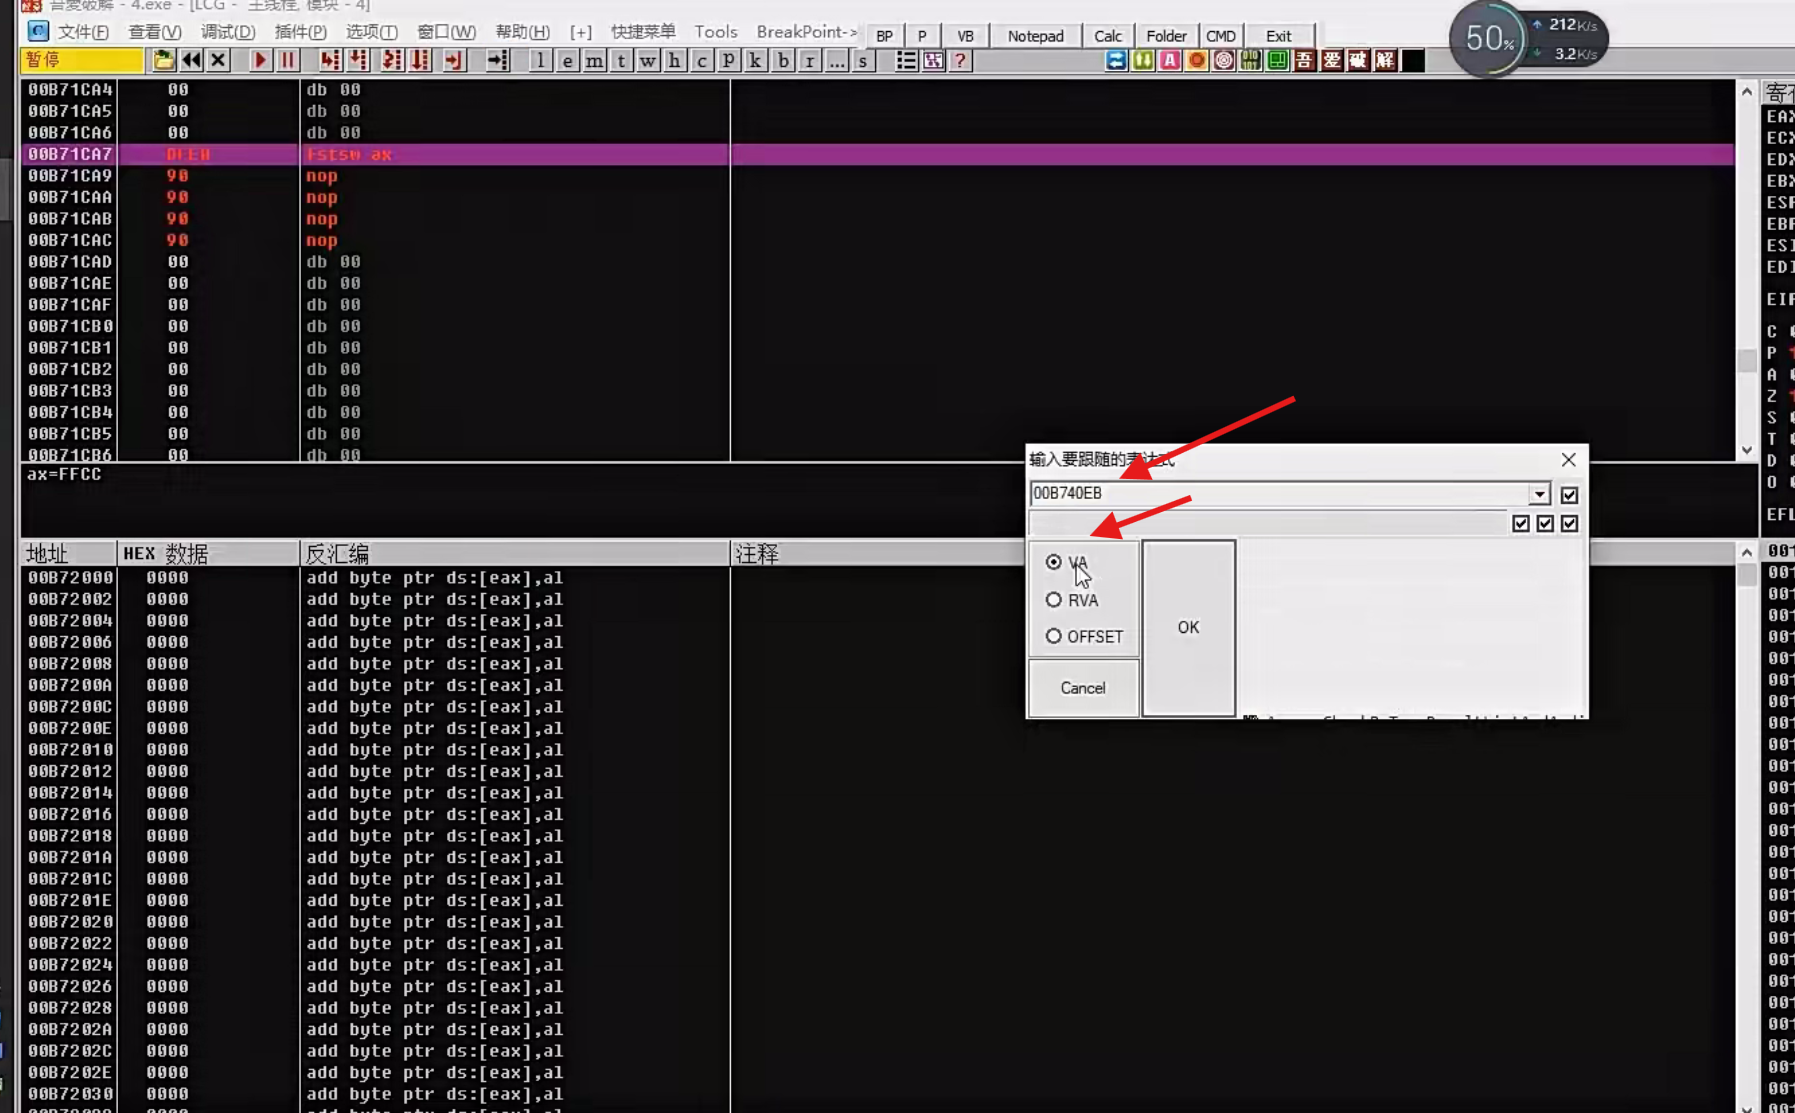 吾爱破解 - 4.exe - [LCG - 主线程, 模块 - 4]
C 文件(F) 查看(V) 调试(D) 插件(P) 选项(T) 窗口(W) 帮助(H) [+] 快捷菜单 Tools BreakPoint-> BP P VB Notepad Calc Folder CMD Exit
暂停 l e m t w h c p k b r ... s ? A 吾 爱 破 解
50% 212K/s
3.2K/s
00B71CA4 00 db 00
00B71CA5 00 db 00
00B71CA6 00 db 00
00B71CA7 DFE0 fstsw ax
00B71CA9 90 nop
00B71CAA 90 nop
00B71CAB 90 nop
00B71CAC 90 nop
00B71CAD 00 db 00
00B71CAE 00 db 00
00B71CAF 00 db 00
00B71CB0 00 db 00
00B71CB1 00 db 00
00B71CB2 00 db 00
00B71CB3 00 db 00
00B71CB4 00 db 00
00B71CB5 00 db 00
00B71CB6 00 db 00
ax=FFCC
输入要跟随的表达式
00B740EB
VA
RVA
OFFSET
OK
Cancel
地址 HEX 数据 反汇编 注释
00B72000 0000 add byte ptr ds:[eax],al
00B72002 0000 add byte ptr ds:[eax],al
00B72004 0000 add byte ptr ds:[eax],al
00B72006 0000 add byte ptr ds:[eax],al
00B72008 0000 add byte ptr ds:[eax],al
00B7200A 0000 add byte ptr ds:[eax],al
00B7200C 0000 add byte ptr ds:[eax],al
00B7200E 0000 add byte ptr ds:[eax],al
00B72010 0000 add byte ptr ds:[eax],al
00B72012 0000 add byte ptr ds:[eax],al
00B72014 0000 add byte ptr ds:[eax],al
00B72016 0000 add byte ptr ds:[eax],al
00B72018 0000 add byte ptr ds:[eax],al
00B7201A 0000 add byte ptr ds:[eax],al
00B7201C 0000 add byte ptr ds:[eax],al
00B7201E 0000 add byte ptr ds:[eax],al
00B72020 0000 add byte ptr ds:[eax],al
00B72022 0000 add byte ptr ds:[eax],al
00B72024 0000 add byte ptr ds:[eax],al
00B72026 0000 add byte ptr ds:[eax],al
00B72028 0000 add byte ptr ds:[eax],al
00B7202A 0000 add byte ptr ds:[eax],al
00B7202C 0000 add byte ptr ds:[eax],al
00B7202E 0000 add byte ptr ds:[eax],al
00B72030 0000 add byte ptr ds:[eax],al
EAX
ECX
EDX
EBX
ESP
EBP
ESI
EDI
EIP
C
P
A
Z
S
T
D
O
EFL